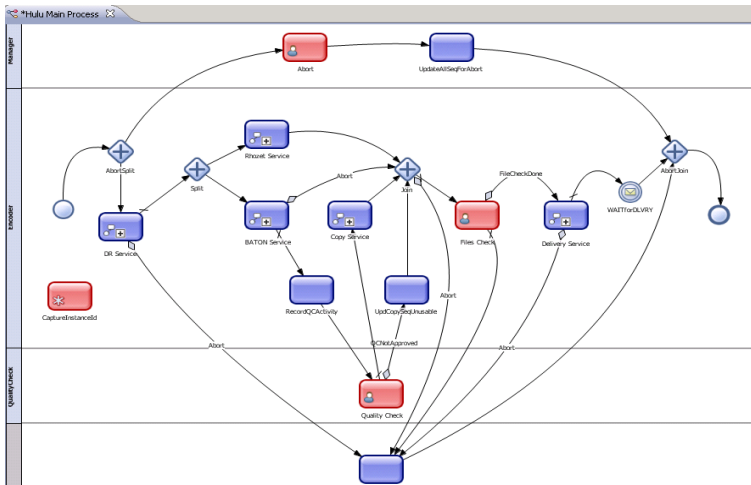 *Hulu Main Process
Manager
Abort
UpdateAllSeqForAbort
Encoder
AbortSplit
Rhozet Service
Split
Abort
Join
FileCheckDone
AbortJoin
WAITforDLVRY
DR Service
BATON Service
Copy Service
Files Check
Delivery Service
CaptureInstanceId
RecordQCActivity
UpdCopySeqUnusable
Abort
Abort
QCNotApproved
Abort
QualityCheck
Quality Check